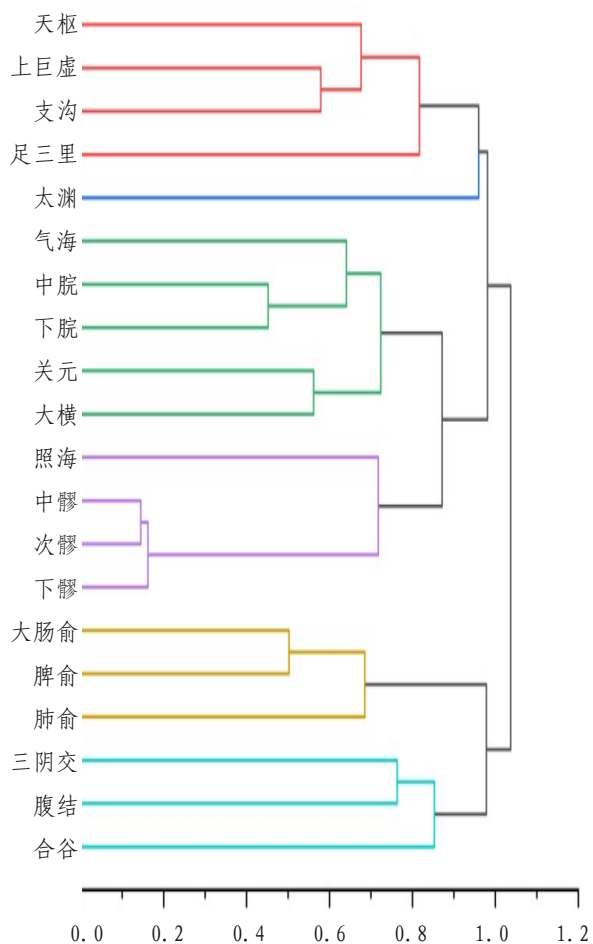 天枢
上巨虚
支沟
足三里
太渊
气海
中脘
下脘
关元
大横
照海
中髎
次髎
下髎
大肠俞
脾俞
肺俞
三阴交
腹结
合谷
0.0 0.2 0.4 0.6 0.8 1.0 1.2